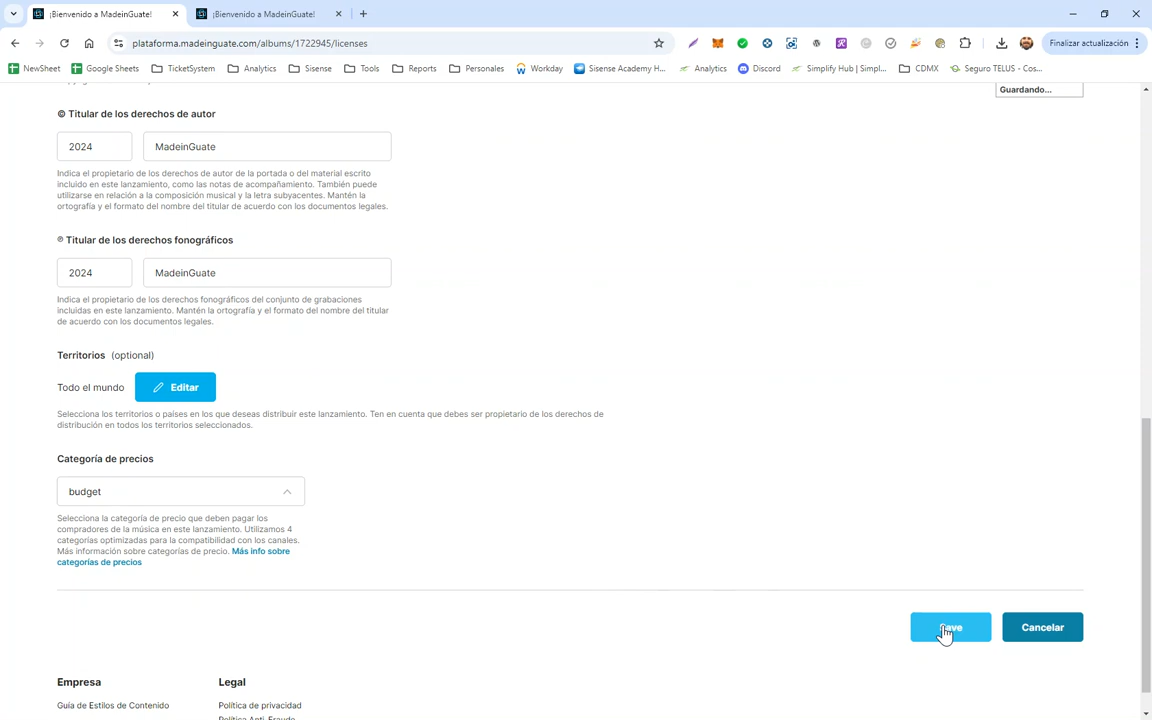 ¡Bienvenido a MadeinGuate!
¡Bienvenido a MadeinGuate!
plataforma.madeinguate.com/albums/1722945/licenses
Finalizar actualización
NewSheet
Google Sheets
TicketSystem
Analytics
Sisense
Tools
Reports
Personales
Workday
Sisense Academy H...
Analytics
Discord
Simplify Hub | Simpl...
CDMX
Seguro TELUS - Cos...
Guardando...
© Titular de los derechos de autor
2024
MadeinGuate
Indica el propietario de los derechos de autor de la portada o del material escrito
incluido en este lanzamiento, como las notas de acompañamiento. También puede
utilizarse en relación a la composición musical y la letra subyacentes. Mantén la
ortografía y el formato del nombre del titular de acuerdo con los documentos legales.
℗ Titular de los derechos fonográficos
2024
MadeinGuate
Indica el propietario de los derechos fonográficos del conjunto de grabaciones
incluidas en este lanzamiento. Mantén la ortografía y el formato del nombre del titular
de acuerdo con los documentos legales.
Territorios (optional)
Todo el mundo
Editar
Selecciona los territorios o países en los que deseas distribuir este lanzamiento. Ten en cuenta que debes ser propietario de los derechos de
distribución en todos los territorios seleccionados.
Categoría de precios
budget
Selecciona la categoría de precio que deben pagar los
compradores de la música en este lanzamiento. Utilizamos 4
categorías optimizadas para la compatibilidad con los canales.
Más información sobre categorías de precio. Más info sobre
categorías de precios
Save
Cancelar
Empresa
Legal
Guía de Estilos de Contenido
Política de privacidad
Política Anti-Fraude